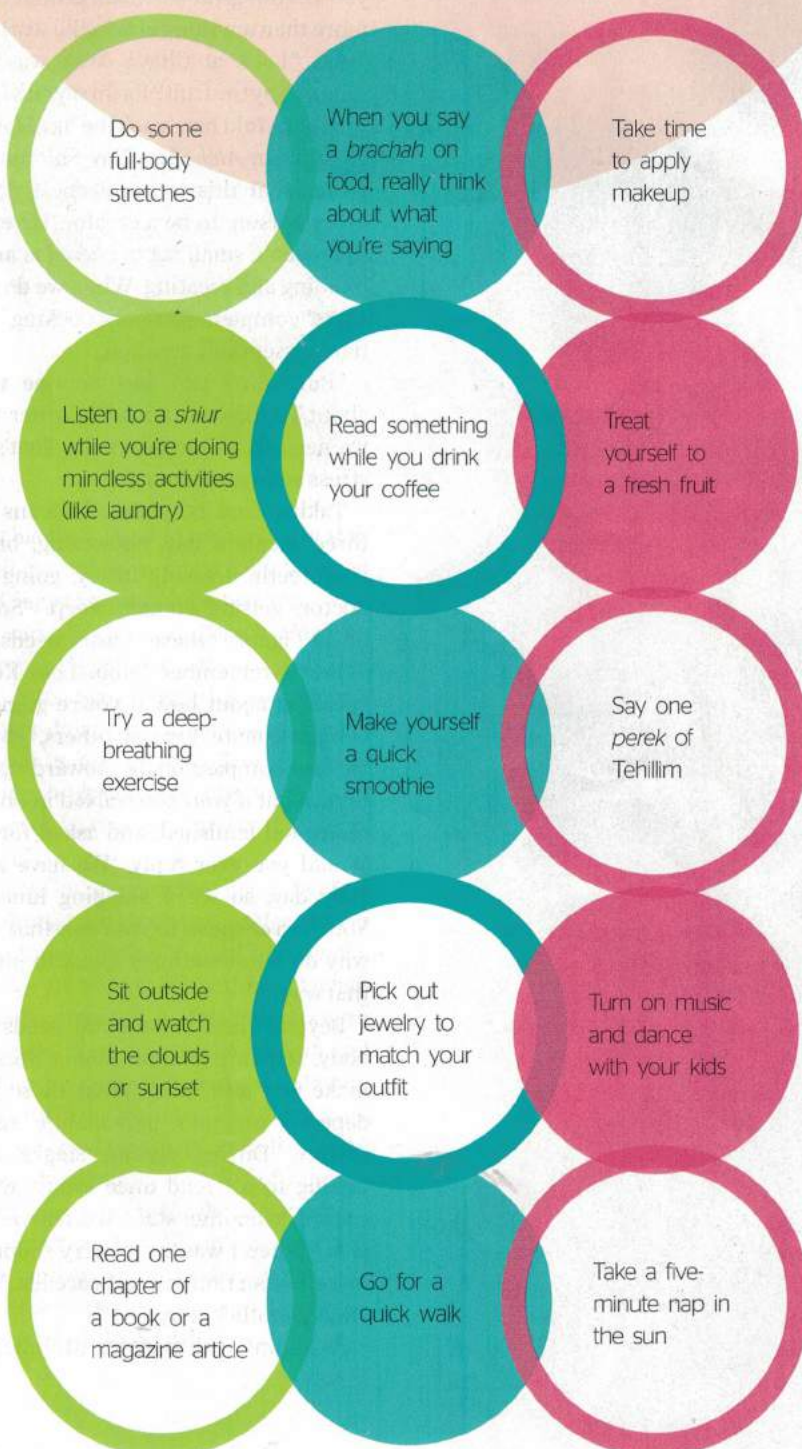 Do some
full-body
stretches
When you say
a brachah on
food, really think
about what
you're saying
Take time
to apply
makeup
Listen to a shiur
while you're doing
mindless activities
(like laundry)
Read something
while you drink
your coffee
Treat
yourself to
a fresh fruit
Try a deep-
breathing
exercise
Make yourself
a quick
smoothie
Say one
perek of
Tehillim
Sit outside
and watch
the clouds
or sunset
Pick out
jewelry to
match your
outfit
Turn on music
and dance
with your kids
Read one
chapter of
a book or a
magazine article
Go for a
quick walk
Take a five-
minute nap in
the sun